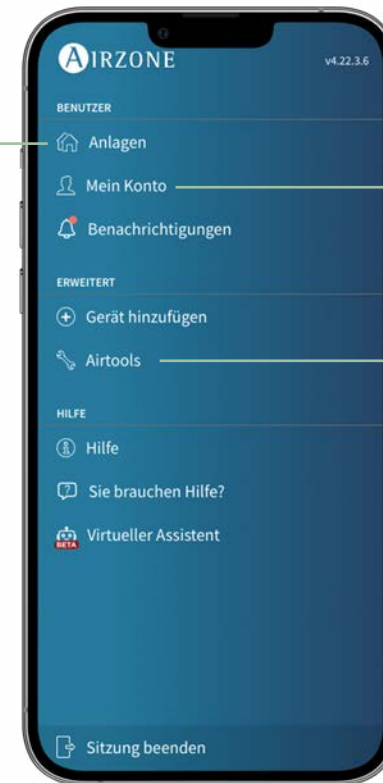 AIRZONE
v4.22.3.6
BENUTZER
Anlagen
Mein Konto
Benachrichtigungen
ERWEITERT
Gerät hinzufügen
Airtools
HILFE
Hilfe
Sie brauchen Hilfe?
Virtueller Assistent
BETA
Sitzung beenden